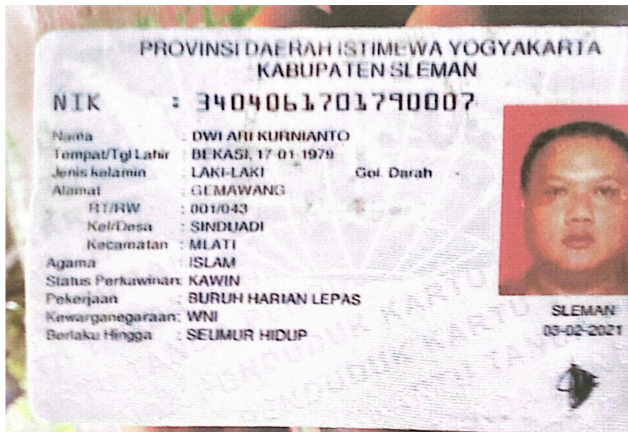 PROVINSI DAERAH ISTIMEWA YOGYAKARTA
KABUPATEN SLEMAN
NIK : 3404061701790007
Nama : DWI ARI KURNIANTO
Tempat/Tgl Lahir : BEKASI, 17-01-1979
Jenis kelamin : LAKI-LAKI Gol. Darah : -
Alamat : GEMAWANG
RT/RW : 001/043
Kel/Desa : SINDUADI
Kecamatan : MLATI
Agama : ISLAM
Status Perkawinan: KAWIN
Pekerjaan : BURUH HARIAN LEPAS
Kewarganegaraan: WNI
Berlaku Hingga : SEUMUR HIDUP
SLEMAN
03-02-2021